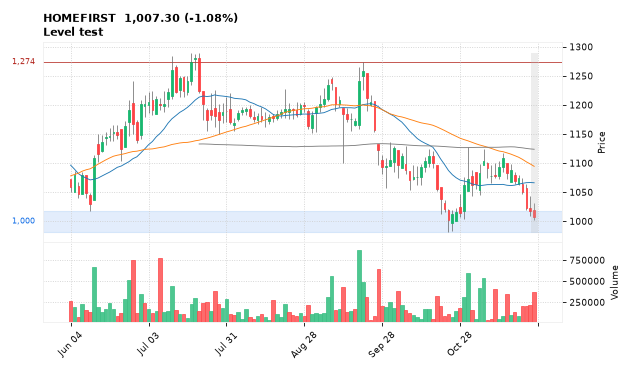 HOMEFIRST 1,007.30 (-1.08%)
Level test
1,274
1,000
1300
1250
1200
1150
1100
1050
1000
Price
750000
500000
250000
Volume
Jun 04
Jul 03
Jul 31
Aug 28
Sep 28
Oct 28